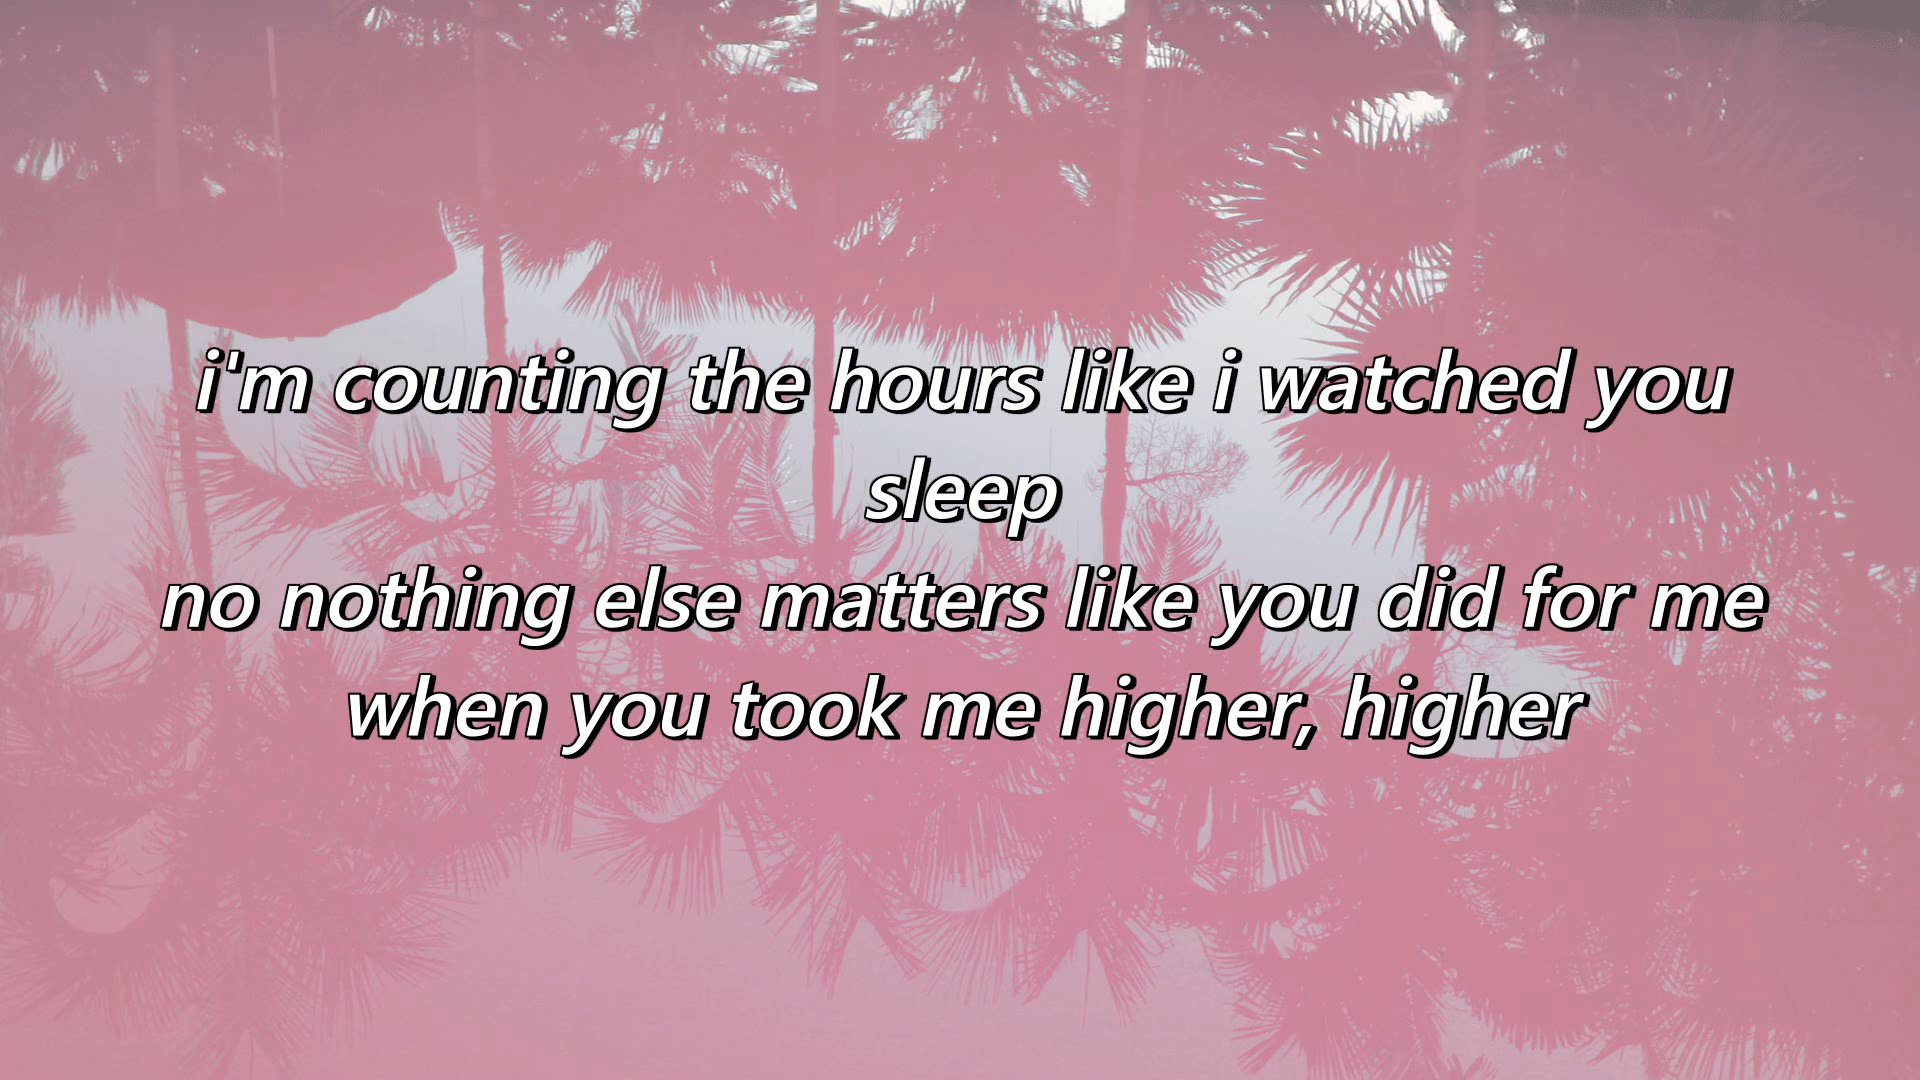 i'm counting the hours like i watched you
sleep
no nothing else matters like you did for me
when you took me higher, higher